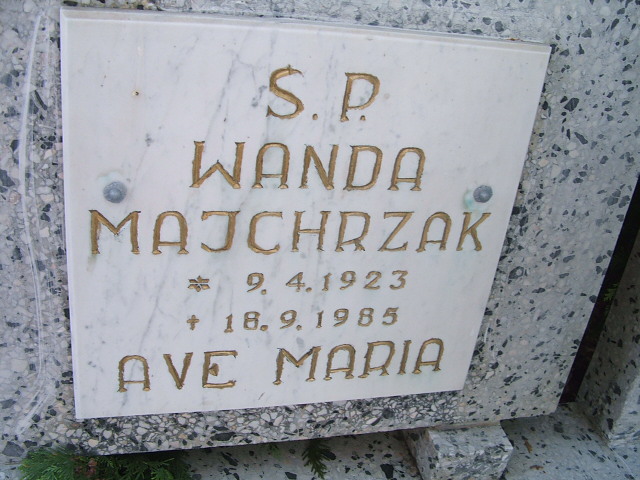 S. P.
WANDA
MAJCHRZAK
* 9. 4. 1923
+ 18. 9. 1985
AVE MARIA